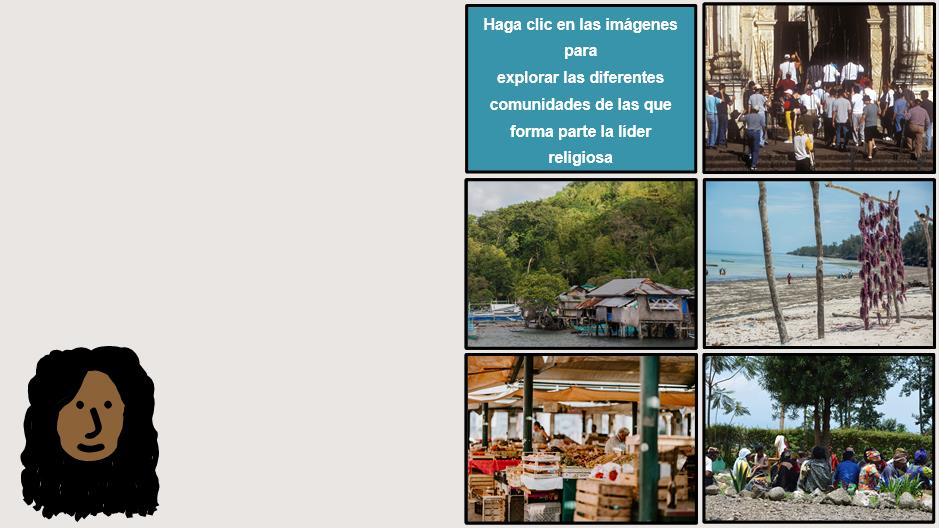 Haga clic en las imágenes
para
explorar las diferentes
comunidades de las que
forma parte la líder
religiosa